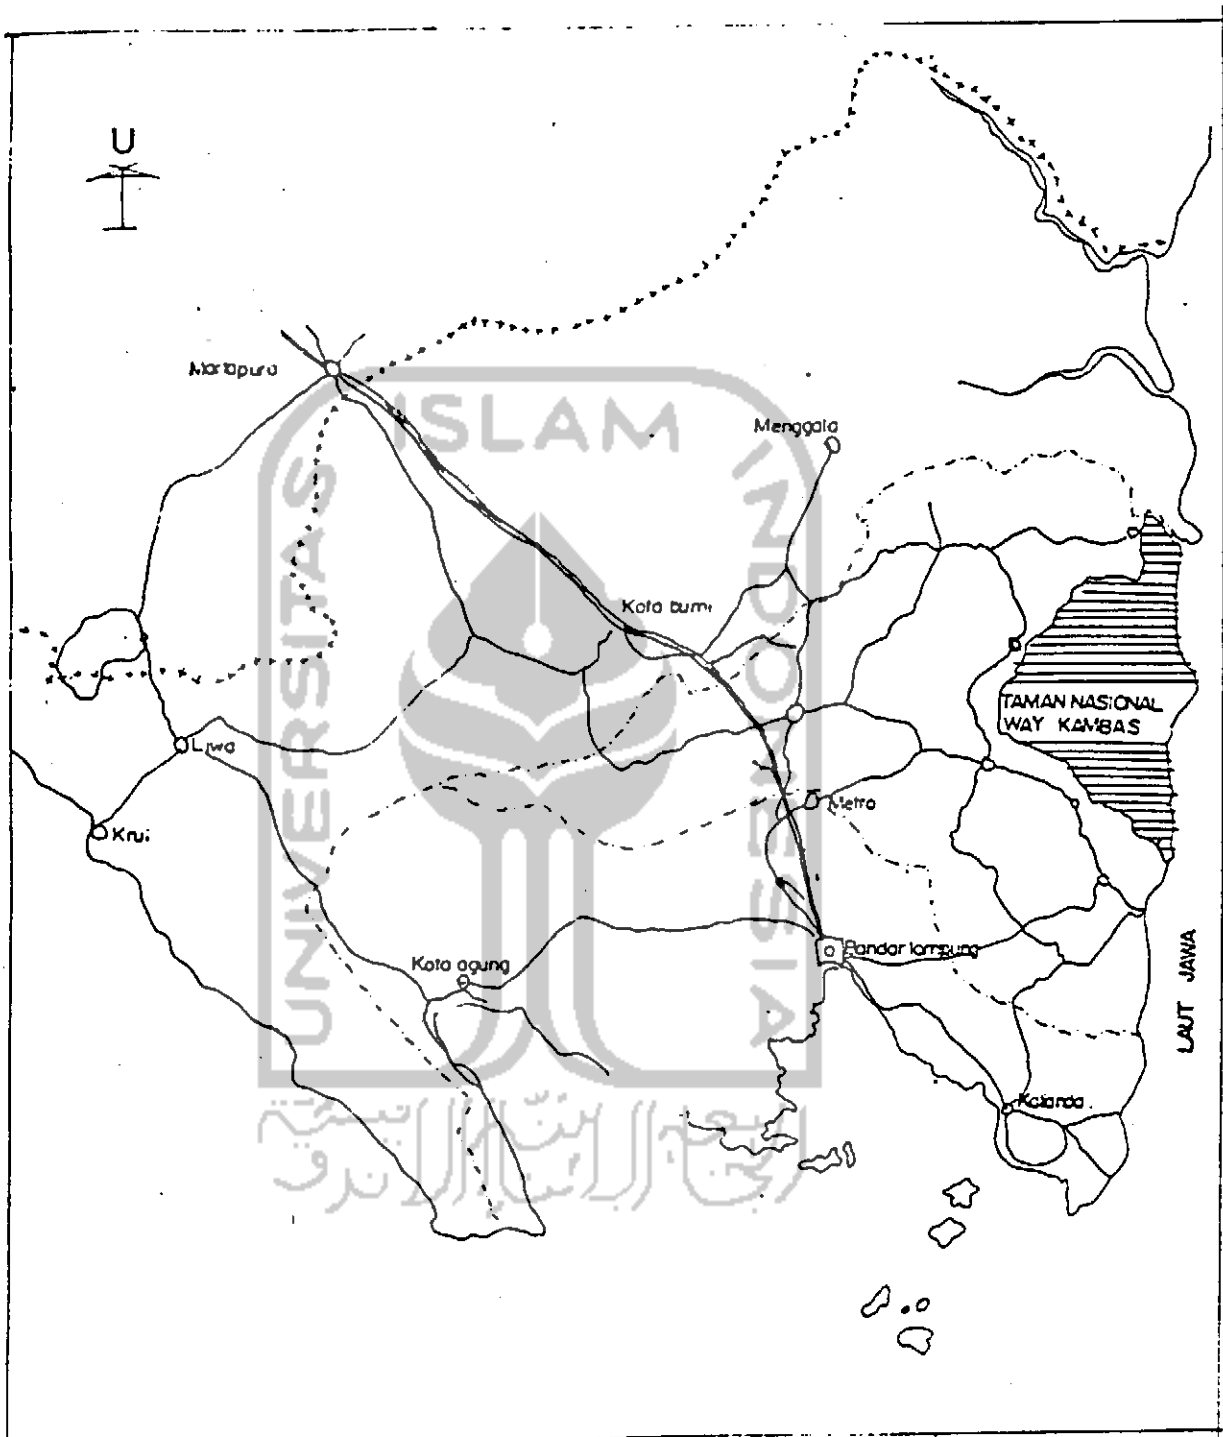 U
Martapura
ISLAM
Menggala
UNIVERSITAS
INDONESIA
Kota bumi
TAMAN NASIONAL
WAY KAMBAS
Liwa
Metro
Krui
Bandar lampung
Kota agung
LAUT JAWA
Kalianda